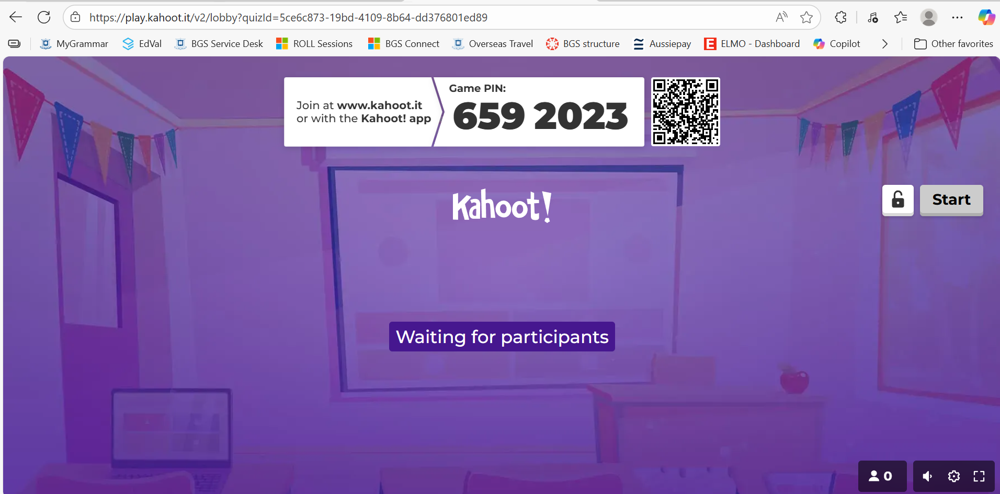 https://play.kahoot.it/v2/lobby?quizId=5ce6c873-19bd-4109-8b64-dd376801ed89
MyGrammar EdVal BGS Service Desk ROLL Sessions BGS Connect Overseas Travel BGS structure Aussiepay ELMO - Dashboard Copilot Other favorites
Join at www.kahoot.it
or with the Kahoot! app
Game PIN:
659 2023
Kahoot!
Start
Waiting for participants
0